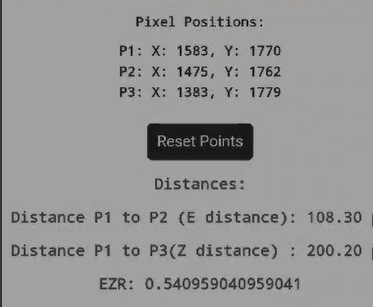 Pixel Positions:
P1: X: 1583, Y: 1770
P2: X: 1475, Y: 1762
P3: X: 1383, Y: 1779
Reset Points
Distances:
Distance P1 to P2 (E distance): 108.30
Distance P1 to P3(Z distance) : 200.20
EZR: 0.540959040959041